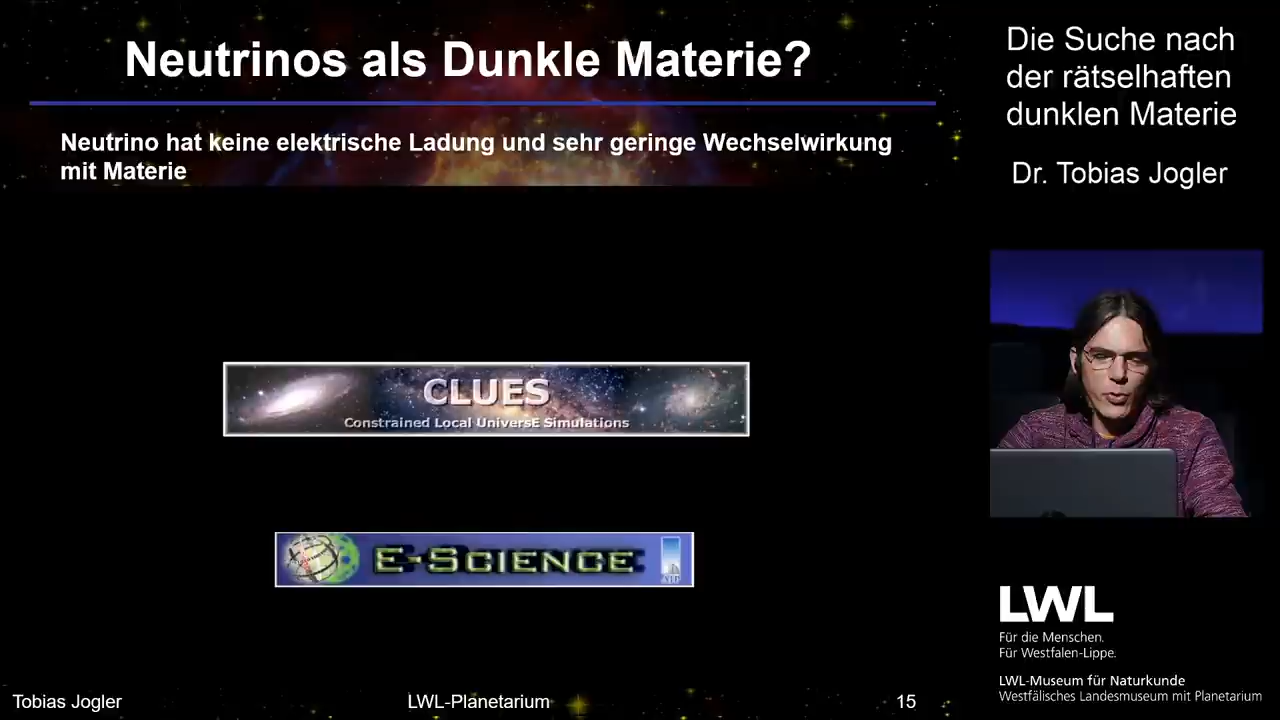 Neutrinos als Dunkle Materie?
Neutrino hat keine elektrische Ladung und sehr geringe Wechselwirkung
mit Materie
CLUES
Constrained Local UniversE Simulations
E-SCIENCE
AIP
Tobias Jogler
LWL-Planetarium
15
Die Suche nach
der rätselhaften
dunklen Materie
Dr. Tobias Jogler
LWL
Für die Menschen.
Für Westfalen-Lippe.
LWL-Museum für Naturkunde
Westfälisches Landesmuseum mit Planetarium